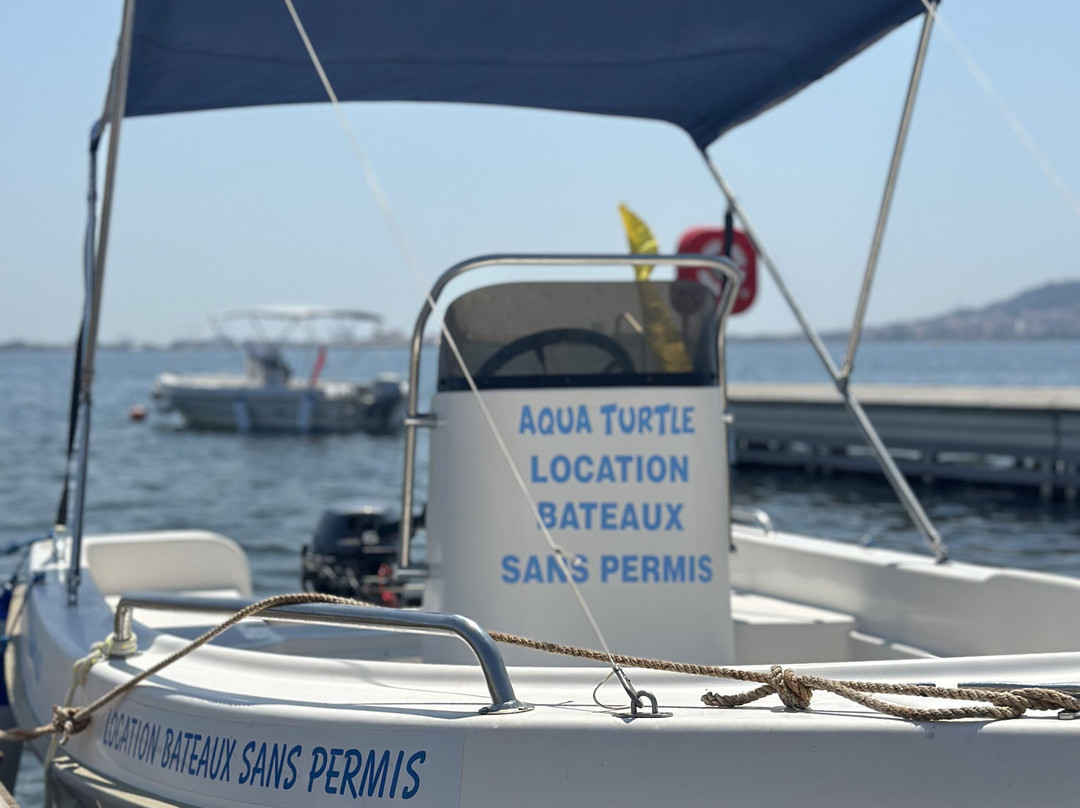 AQUA TURTLE
LOCATION
BATEAUX
SANS PERMIS
LOCATION BATEAUX SANS PERMIS